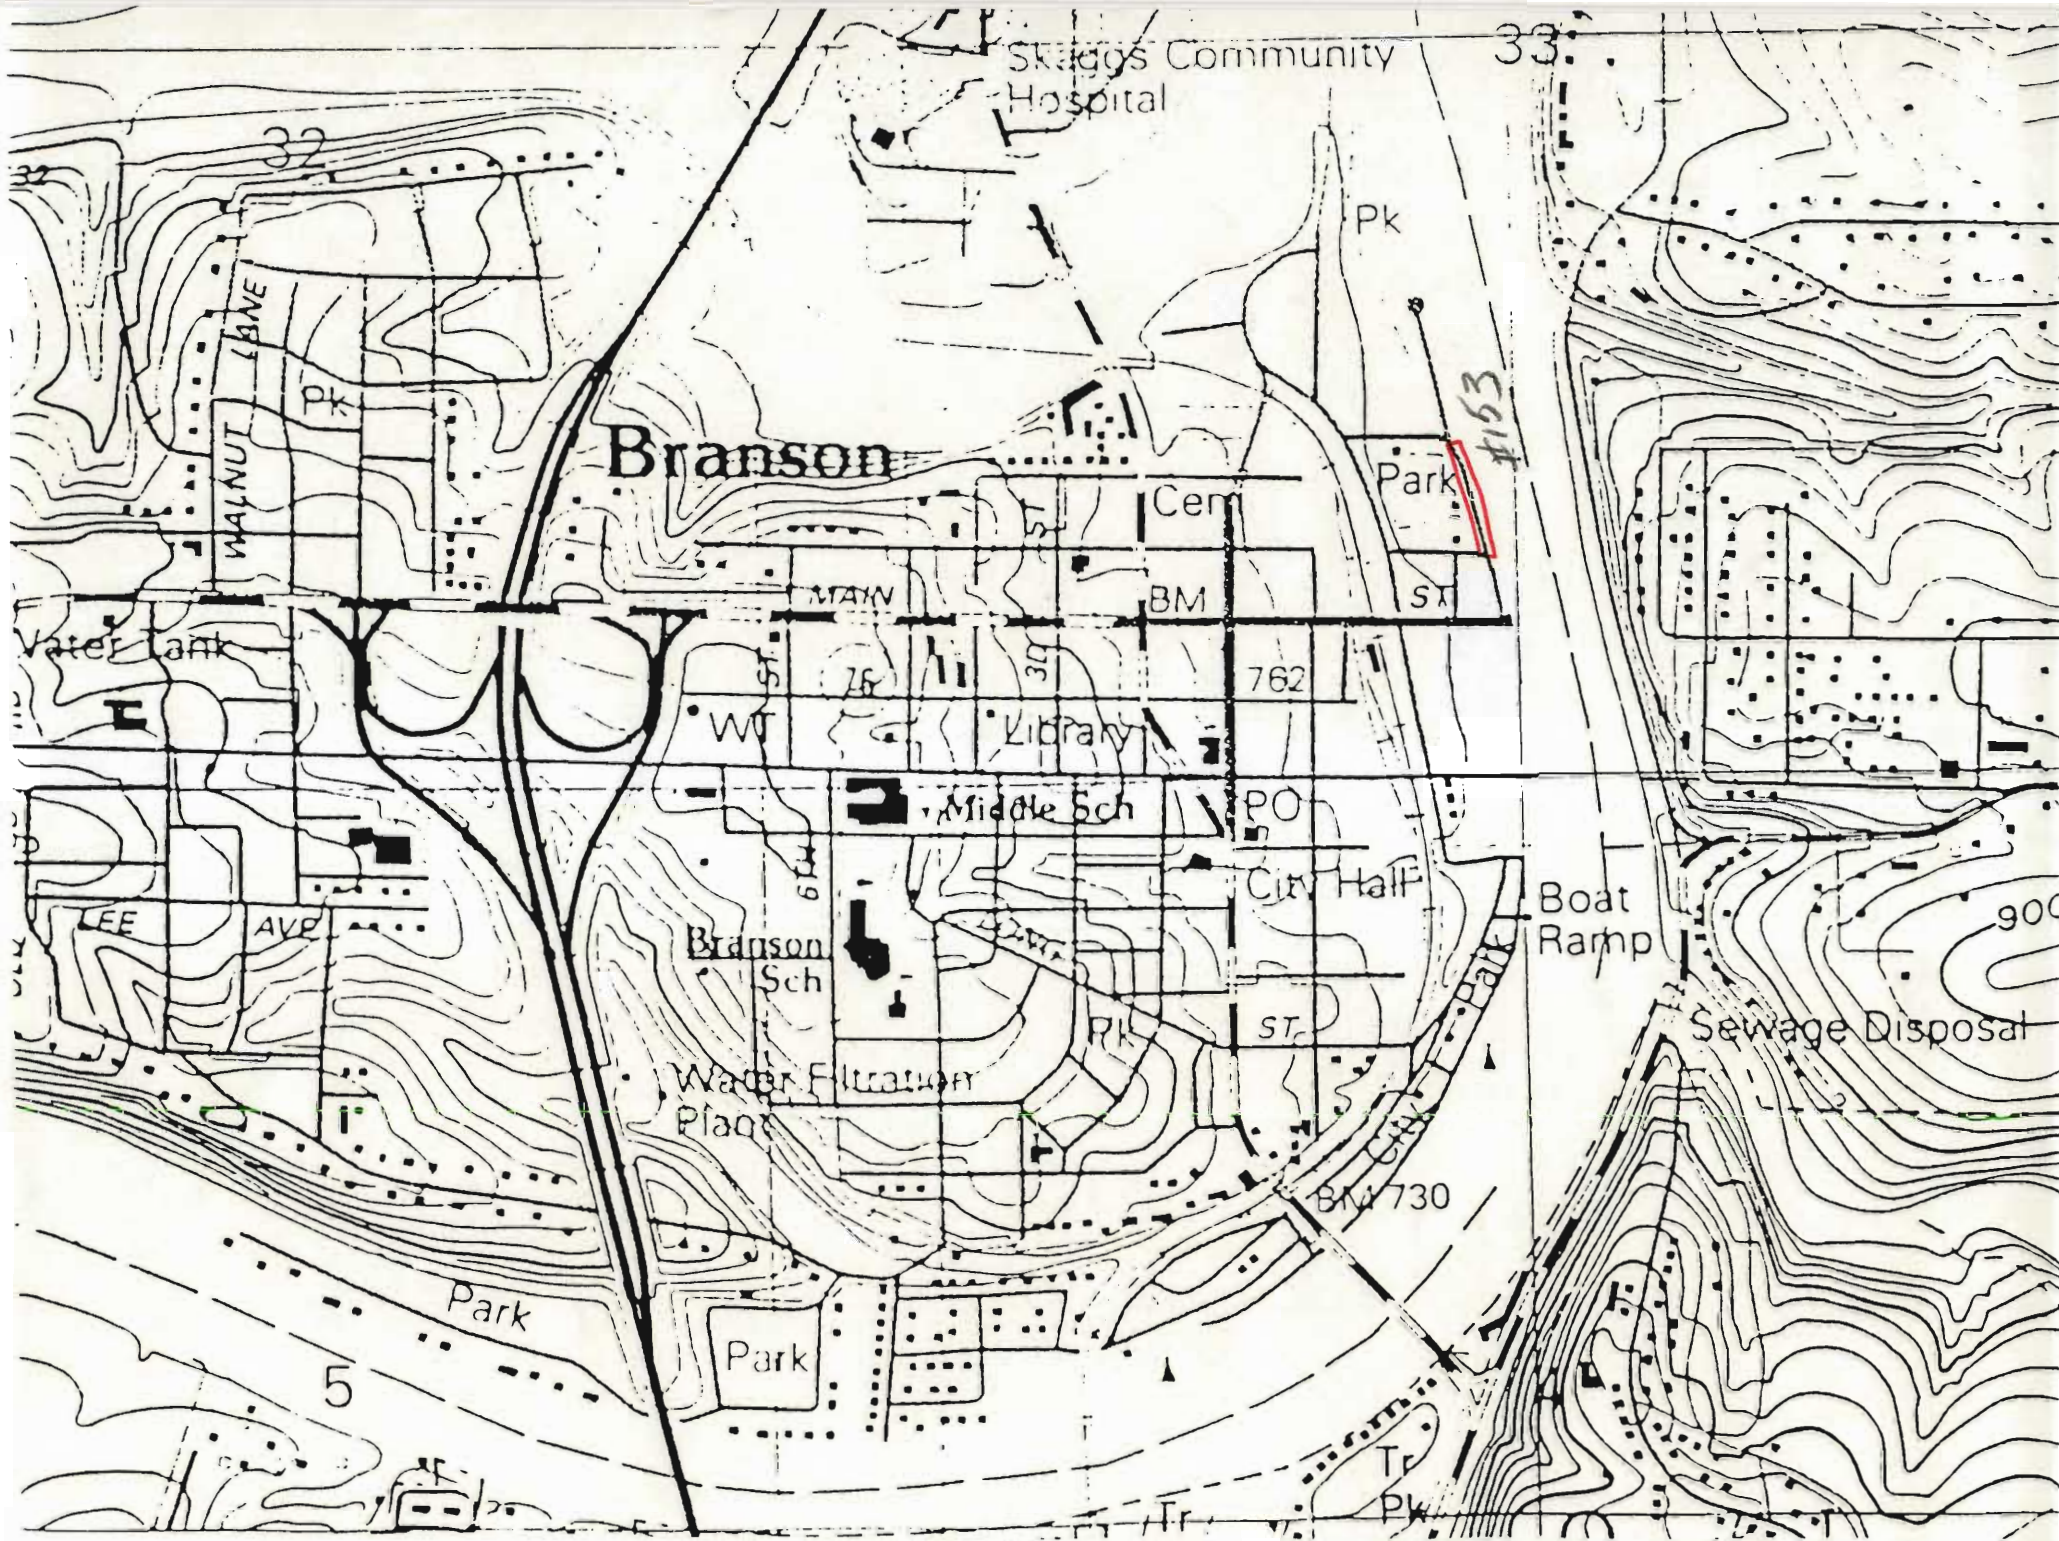 33
Skaggs Community
Hospital
32
32
Pk
WALNUT LANE
Pk
#153
Branson
Park
Cem
ST
MAIN
BM
ST
Water Tank
ST
76
3D
762
WT
Library
Middle Sch
PO
6TH
City Hall
Boat
Ramp
900
LEE AVE
Branson
Sch
City Park
Sewage Disposal
Pk
ST
Water Filtration
Plant
BM 730
Park
Park
5
Tr
Pk
Tr